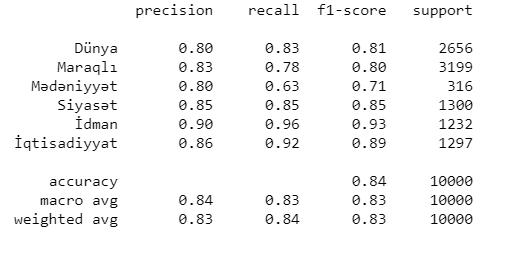 precision recall f1-score support
Dünya 0.80 0.83 0.81 2656
Maraqlı 0.83 0.78 0.80 3199
Mədəniyyət 0.80 0.63 0.71 316
Siyasət 0.85 0.85 0.85 1300
İdman 0.90 0.96 0.93 1232
İqtisadiyyat 0.86 0.92 0.89 1297
accuracy 0.84 10000
macro avg 0.84 0.83 0.83 10000
weighted avg 0.83 0.84 0.83 10000